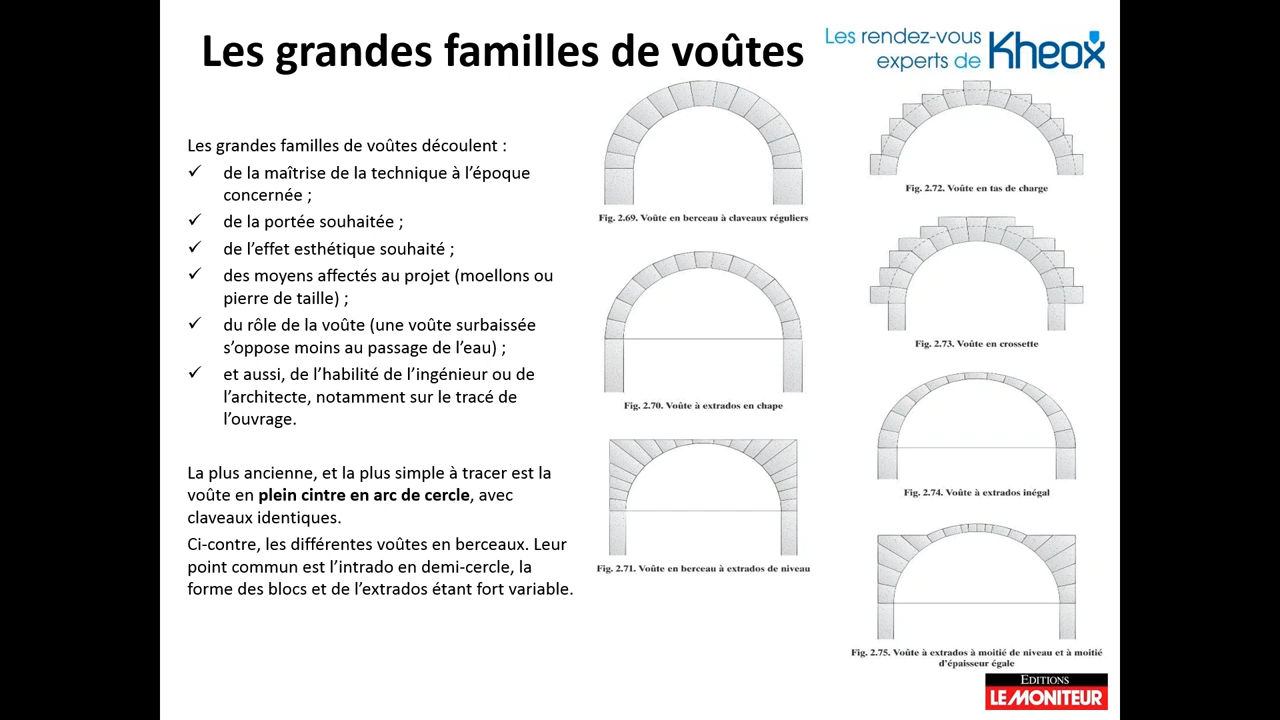 Les grandes familles de voûtes
Les rendez-vous
experts de Kheox
Les grandes familles de voûtes découlent :
✓ de la maîtrise de la technique à l’époque
concernée ;
✓ de la portée souhaitée ;
✓ de l’effet esthétique souhaité ;
✓ des moyens affectés au projet (moellons ou
pierre de taille) ;
✓ du rôle de la voûte (une voûte surbaissée
s’oppose moins au passage de l’eau) ;
✓ et aussi, de l’habilité de l’ingénieur ou de
l’architecte, notamment sur le tracé de
l’ouvrage.
La plus ancienne, et la plus simple à tracer est la
voûte en plein cintre en arc de cercle, avec
claveaux identiques.
Ci-contre, les différentes voûtes en berceaux. Leur
point commun est l’intrado en demi-cercle, la
forme des blocs et de l’extrados étant fort variable.
Fig. 2.69. Voûte en berceau à claveaux réguliers
Fig. 2.70. Voûte à extrados en chape
Fig. 2.71. Voûte en berceau à extrados de niveau
Fig. 2.72. Voûte en tas de charge
Fig. 2.73. Voûte en crossette
Fig. 2.74. Voûte à extrados inégal
Fig. 2.75. Voûte à extrados à moitié de niveau et à moitié
d’épaisseur égale
EDITIONS
LE MONITEUR